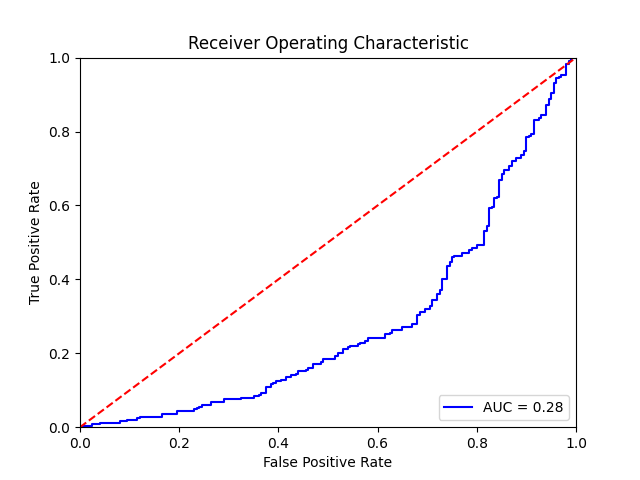 Receiver Operating Characteristic
1.0
0.8
0.6
0.4
0.2
0.0
True Positive Rate
AUC = 0.28
0.0 0.2 0.4 0.6 0.8 1.0
False Positive Rate